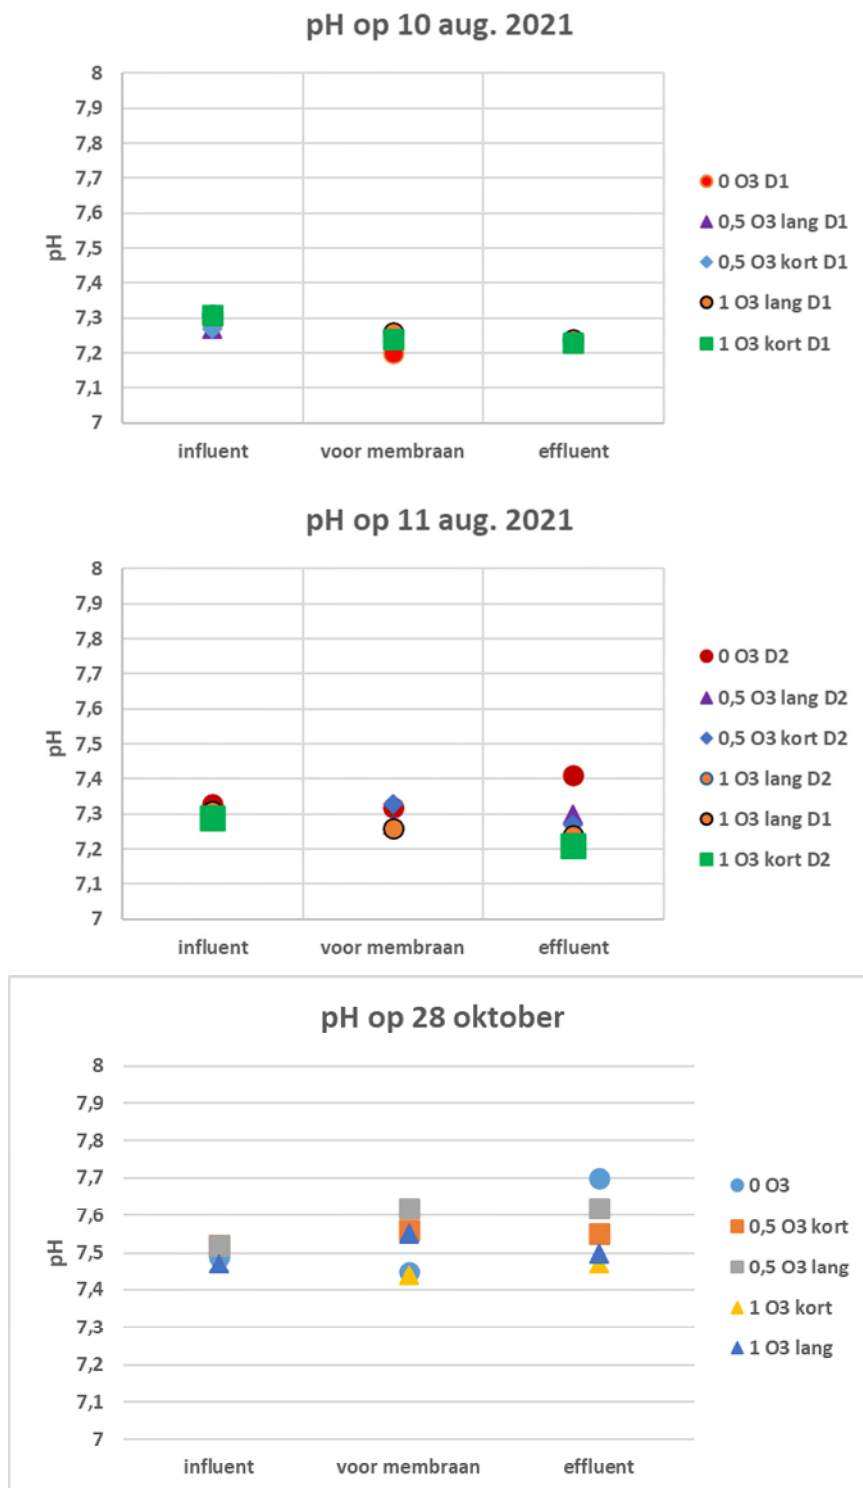 pH op 10 aug. 2021
8
7,9
7,8
7,7
7,6
7,5
7,4
7,3
7,2
7,1
7
pH
influent voor membraan effluent
0 O3 D1
0,5 O3 lang D1
0,5 O3 kort D1
1 O3 lang D1
1 O3 kort D1
pH op 11 aug. 2021
8
7,9
7,8
7,7
7,6
7,5
7,4
7,3
7,2
7,1
7
pH
influent voor membraan effluent
0 O3 D2
0,5 O3 lang D2
0,5 O3 kort D2
1 O3 lang D2
1 O3 lang D1
1 O3 kort D2
pH op 28 oktober
8
7,9
7,8
7,7
7,6
7,5
7,4
7,3
7,2
7,1
7
pH
influent voor membraan effluent
0 O3
0,5 O3 kort
0,5 O3 lang
1 O3 kort
1 O3 lang